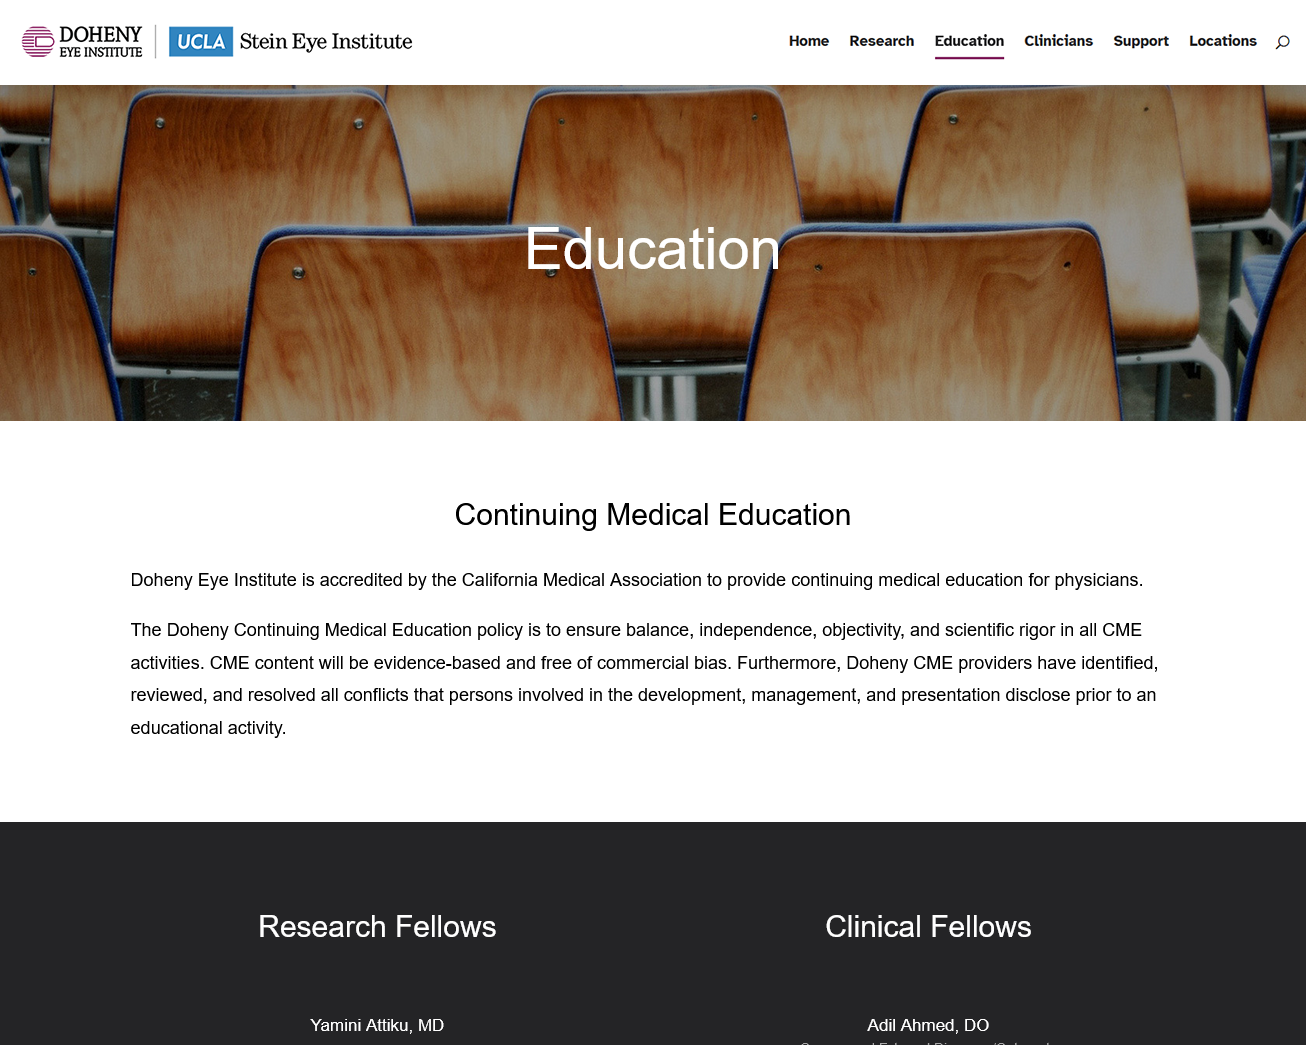 DOHENY
EYE INSTITUTE
UCLA Stein Eye Institute
Home Research Education Clinicians Support Locations
Education
Continuing Medical Education
Doheny Eye Institute is accredited by the California Medical Association to provide continuing medical education for physicians.
The Doheny Continuing Medical Education policy is to ensure balance, independence, objectivity, and scientific rigor in all CME
activities. CME content will be evidence-based and free of commercial bias. Furthermore, Doheny CME providers have identified,
reviewed, and resolved all conflicts that persons involved in the development, management, and presentation disclose prior to an
educational activity.
Research Fellows
Clinical Fellows
Yamini Attiku, MD
Adil Ahmed, DO